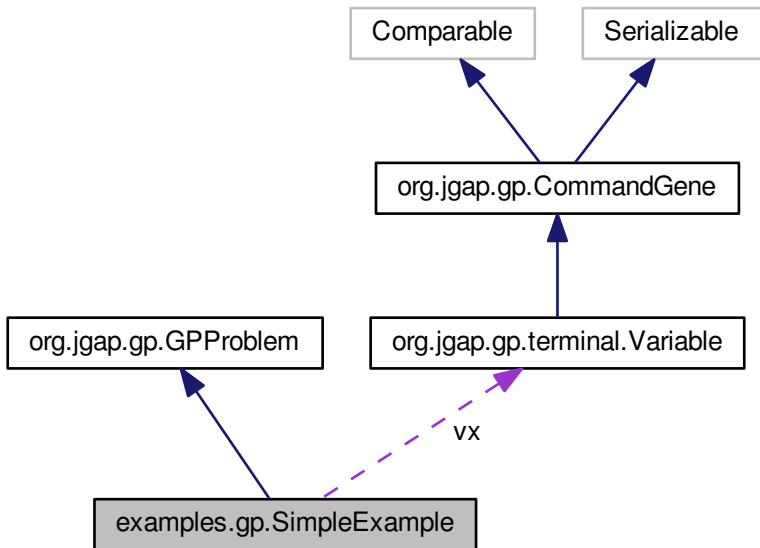 Comparable
Serializable
org.jgap.gp.CommandGene
org.jgap.gp.GPProblem
org.jgap.gp.terminal.Variable
vx
examples.gp.SimpleExample